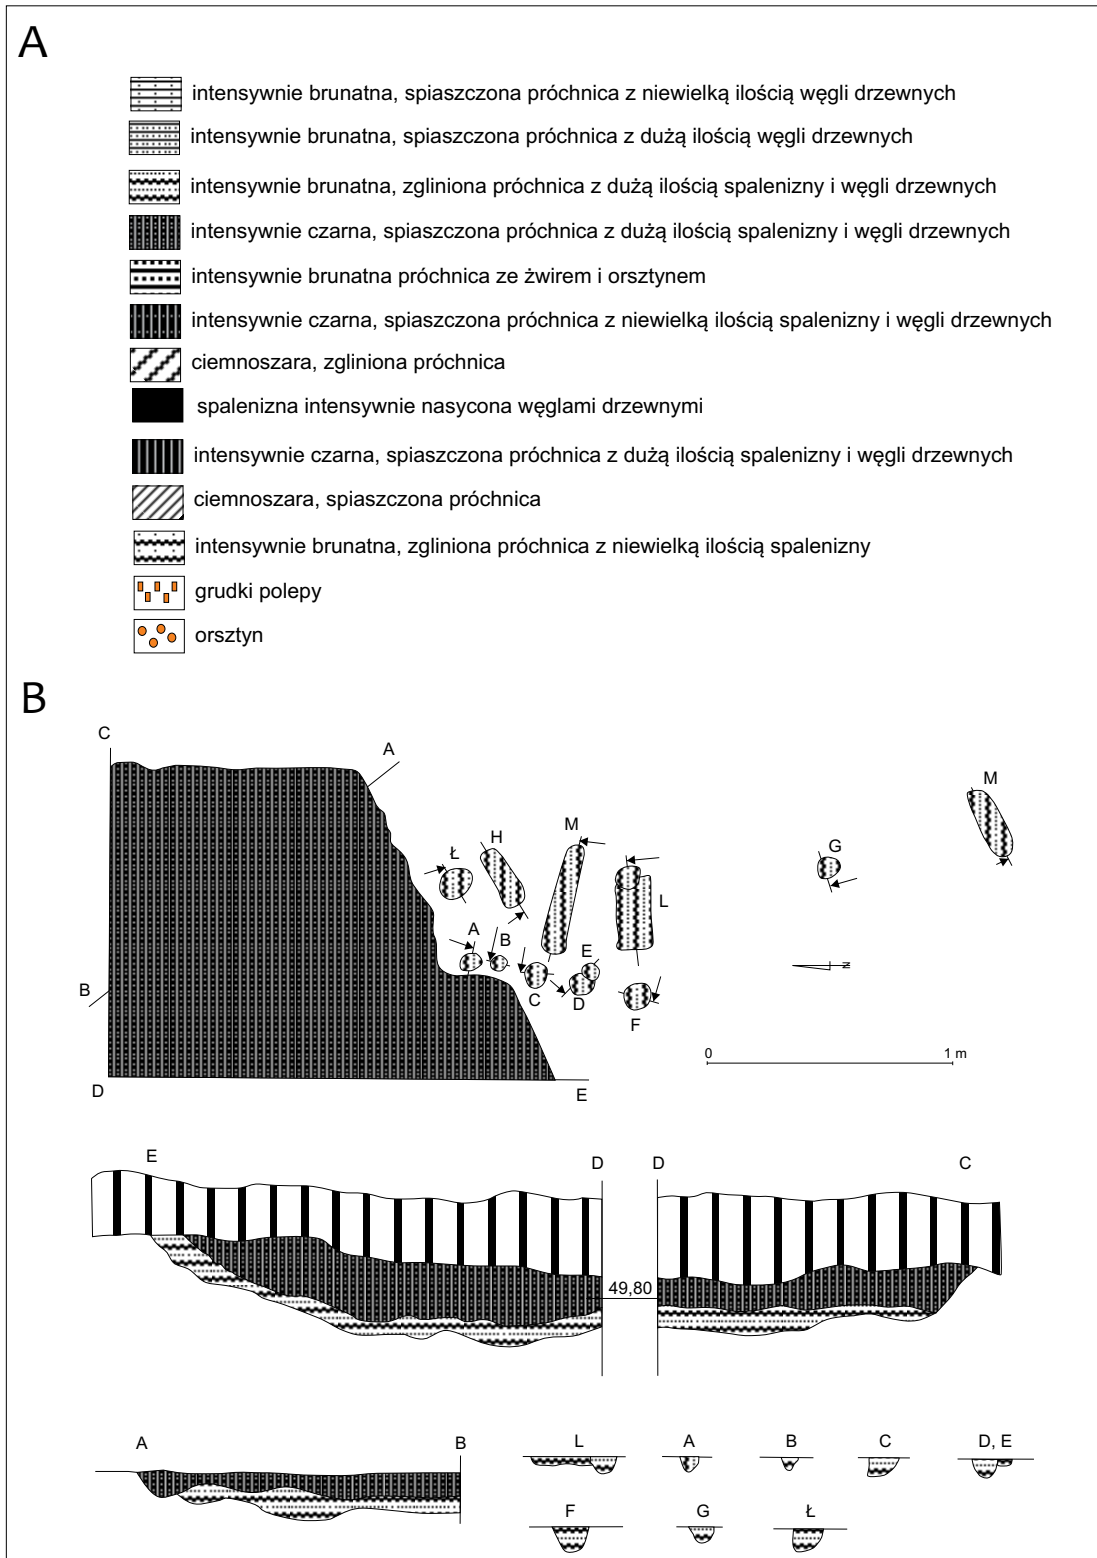 A
intensywnie brunatna, spiaszczona próchnica z niewielką ilością węgli drzewnych
intensywnie brunatna, spiaszczona próchnica z dużą ilością węgli drzewnych
intensywnie brunatna, zgliniona próchnica z dużą ilością spalenizny i węgli drzewnych
intensywnie czarna, spiaszczona próchnica z dużą ilością spalenizny i węgli drzewnych
intensywnie brunatna próchnica ze żwirem i orsztynem
intensywnie czarna, spiaszczona próchnica z niewielką ilością spalenizny i węgli drzewnych
ciemnoszara, zgliniona próchnica
spalenizna intensywnie nasycona węglami drzewnymi
intensywnie czarna, spiaszczona próchnica z dużą ilością spalenizny i węgli drzewnych
ciemnoszara, spiaszczona próchnica
intensywnie brunatna, zgliniona próchnica z niewielką ilością spalenizny
grudki polepy
orsztyn
B
C
A
M
M
H
G
Ł
L
A
B
E
B
C
D
F
N
0 1 m
D
E
E D D C
49,80
A B
L A B C D, E
F G Ł